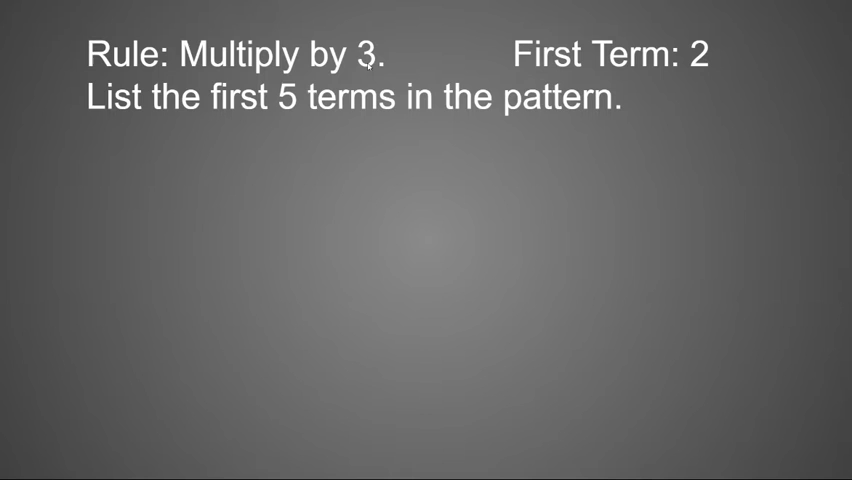 Rule: Multiply by 3. First Term: 2
List the first 5 terms in the pattern.